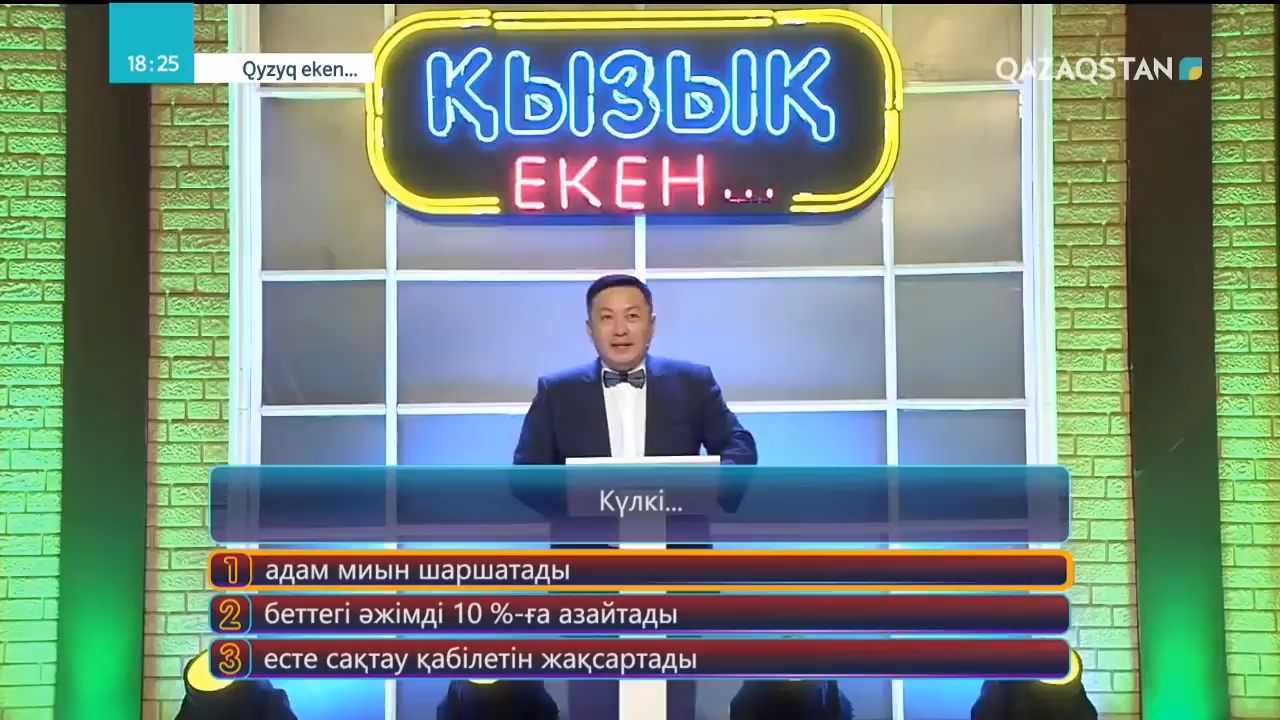 18:25
Qyzyq eken...
QAZAQSTAN
ҚЫЗЫҚ
ЕКЕН...
Күлкі...
1 адам миын шаршатады
2 беттегі әжімді 10 %-ға азайтады
3 есте сақтау қабілетін жақсартады